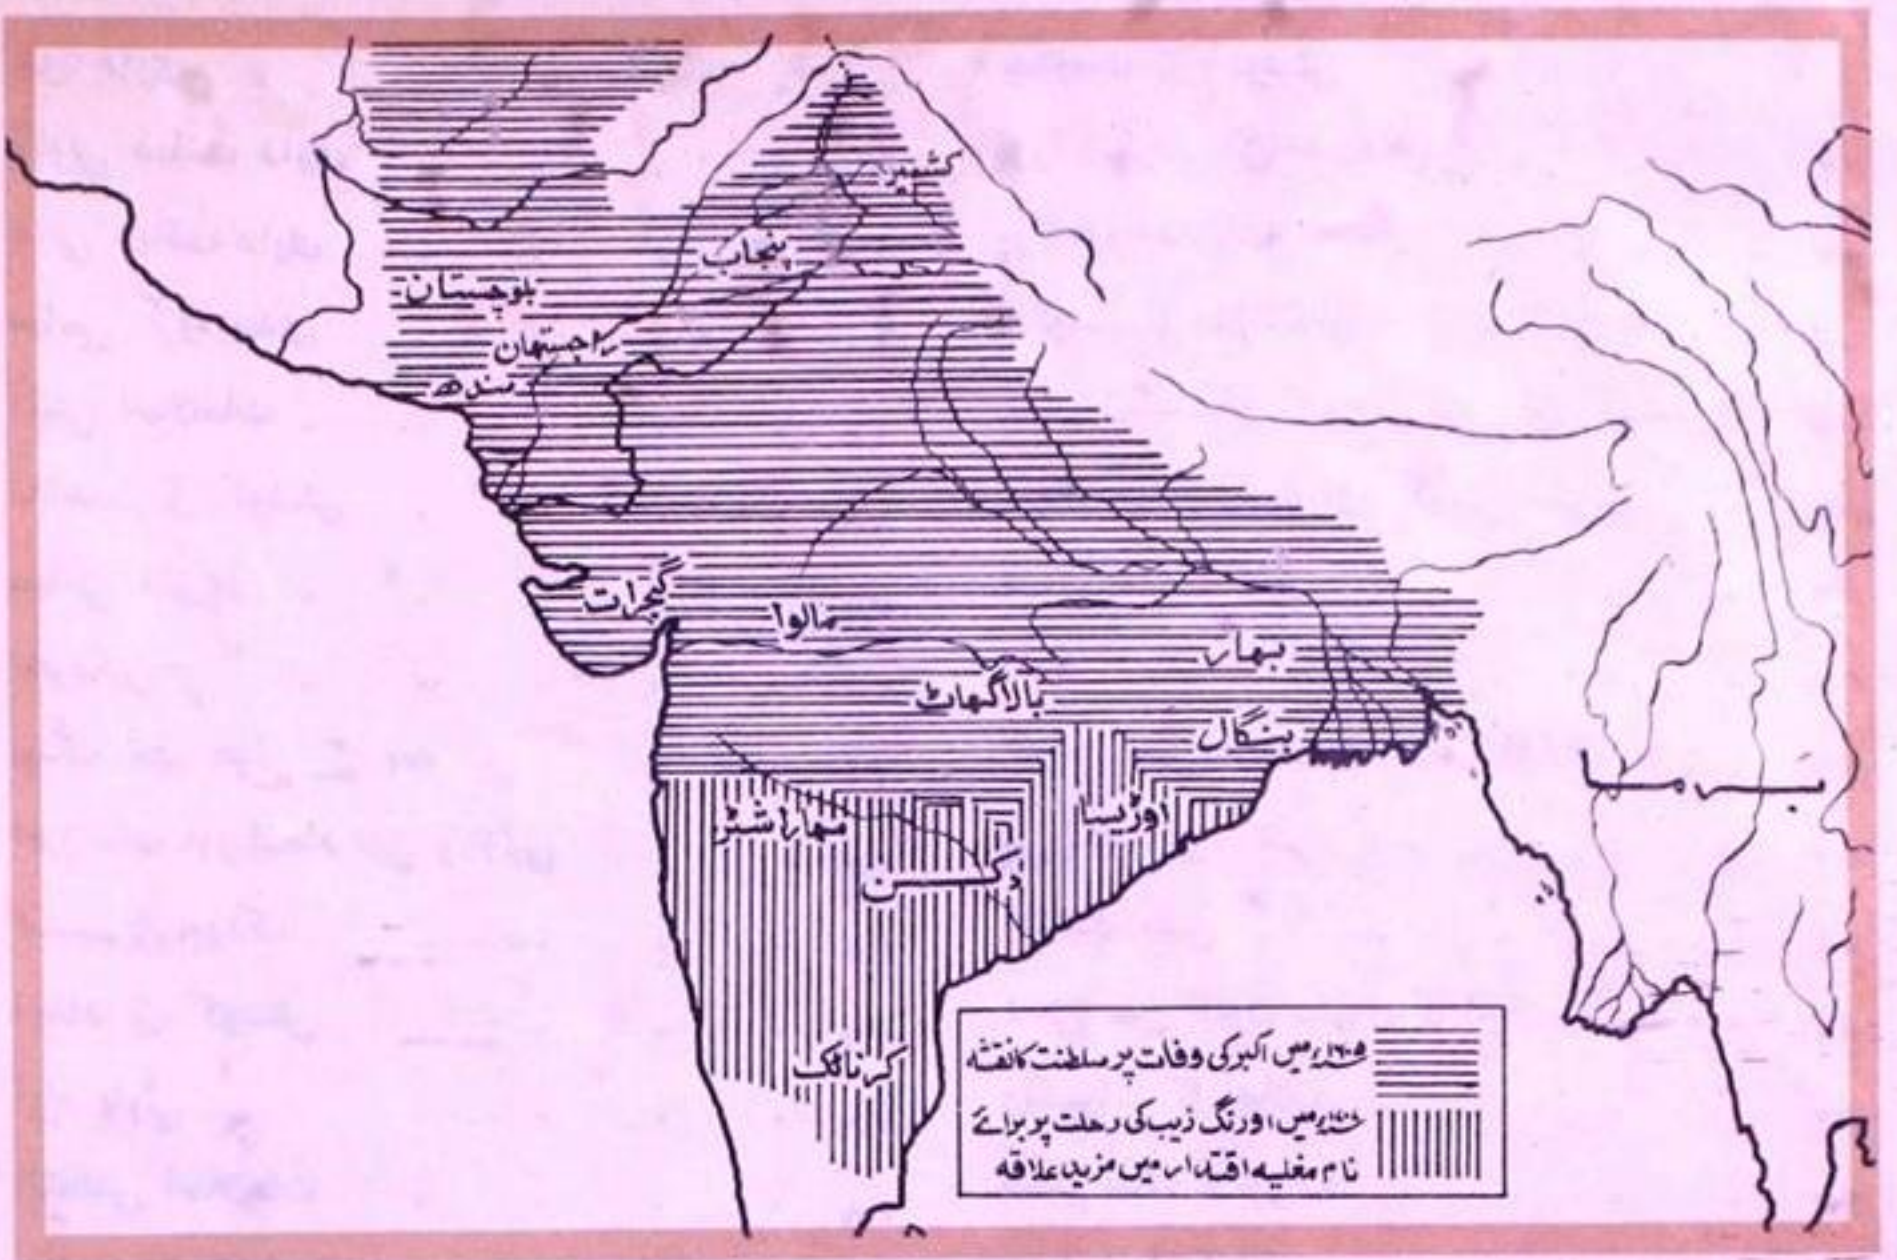 کشمیر
پنجاب
بلوچستان
راجستھان
سندھ
گجرات
مالوا
بہار
بالاگھاٹ
بنگال
برما
اوڑیسا
مہاراشٹر
دکن
کرناٹک
۱۶۰۵ء میں اکبر کی وفات پر سلطنت کا نقشہ
میں اورنگ زیب کی رحلت پر برائے
نام مغلیہ اقتدار میں مزید علاقہ